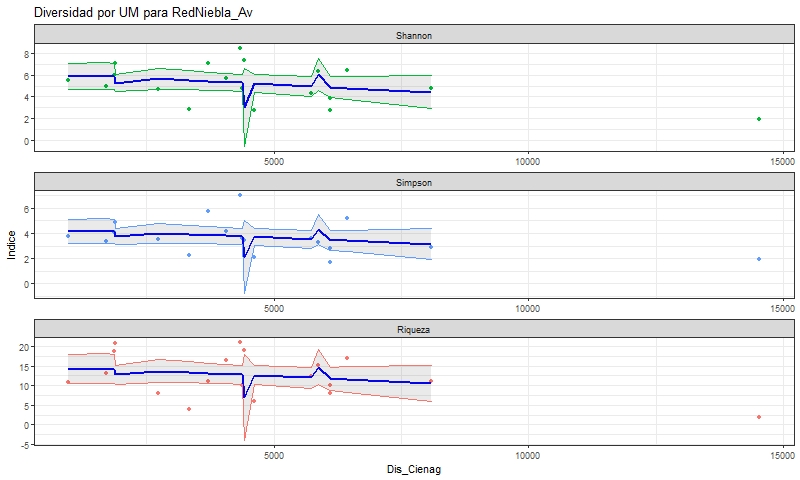 Diversidad por UM para RedNiebla_Av
Shannon
8
6
4
2
0
5000 10000 15000
Simpson
Indice
6
4
2
0
5000 10000 15000
Riqueza
20
15
10
5
0
-5
5000 10000 15000
Dis_Cienag